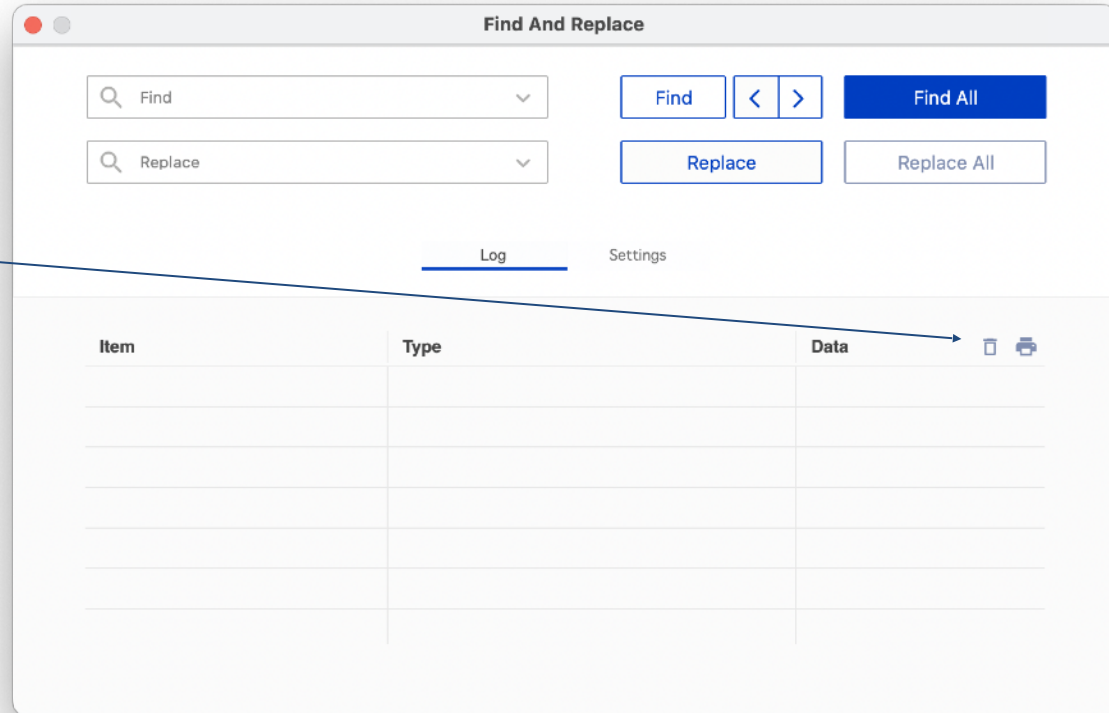 Find And Replace
Find Find Find All
Replace Replace Replace All
Log Settings
Item Type Data